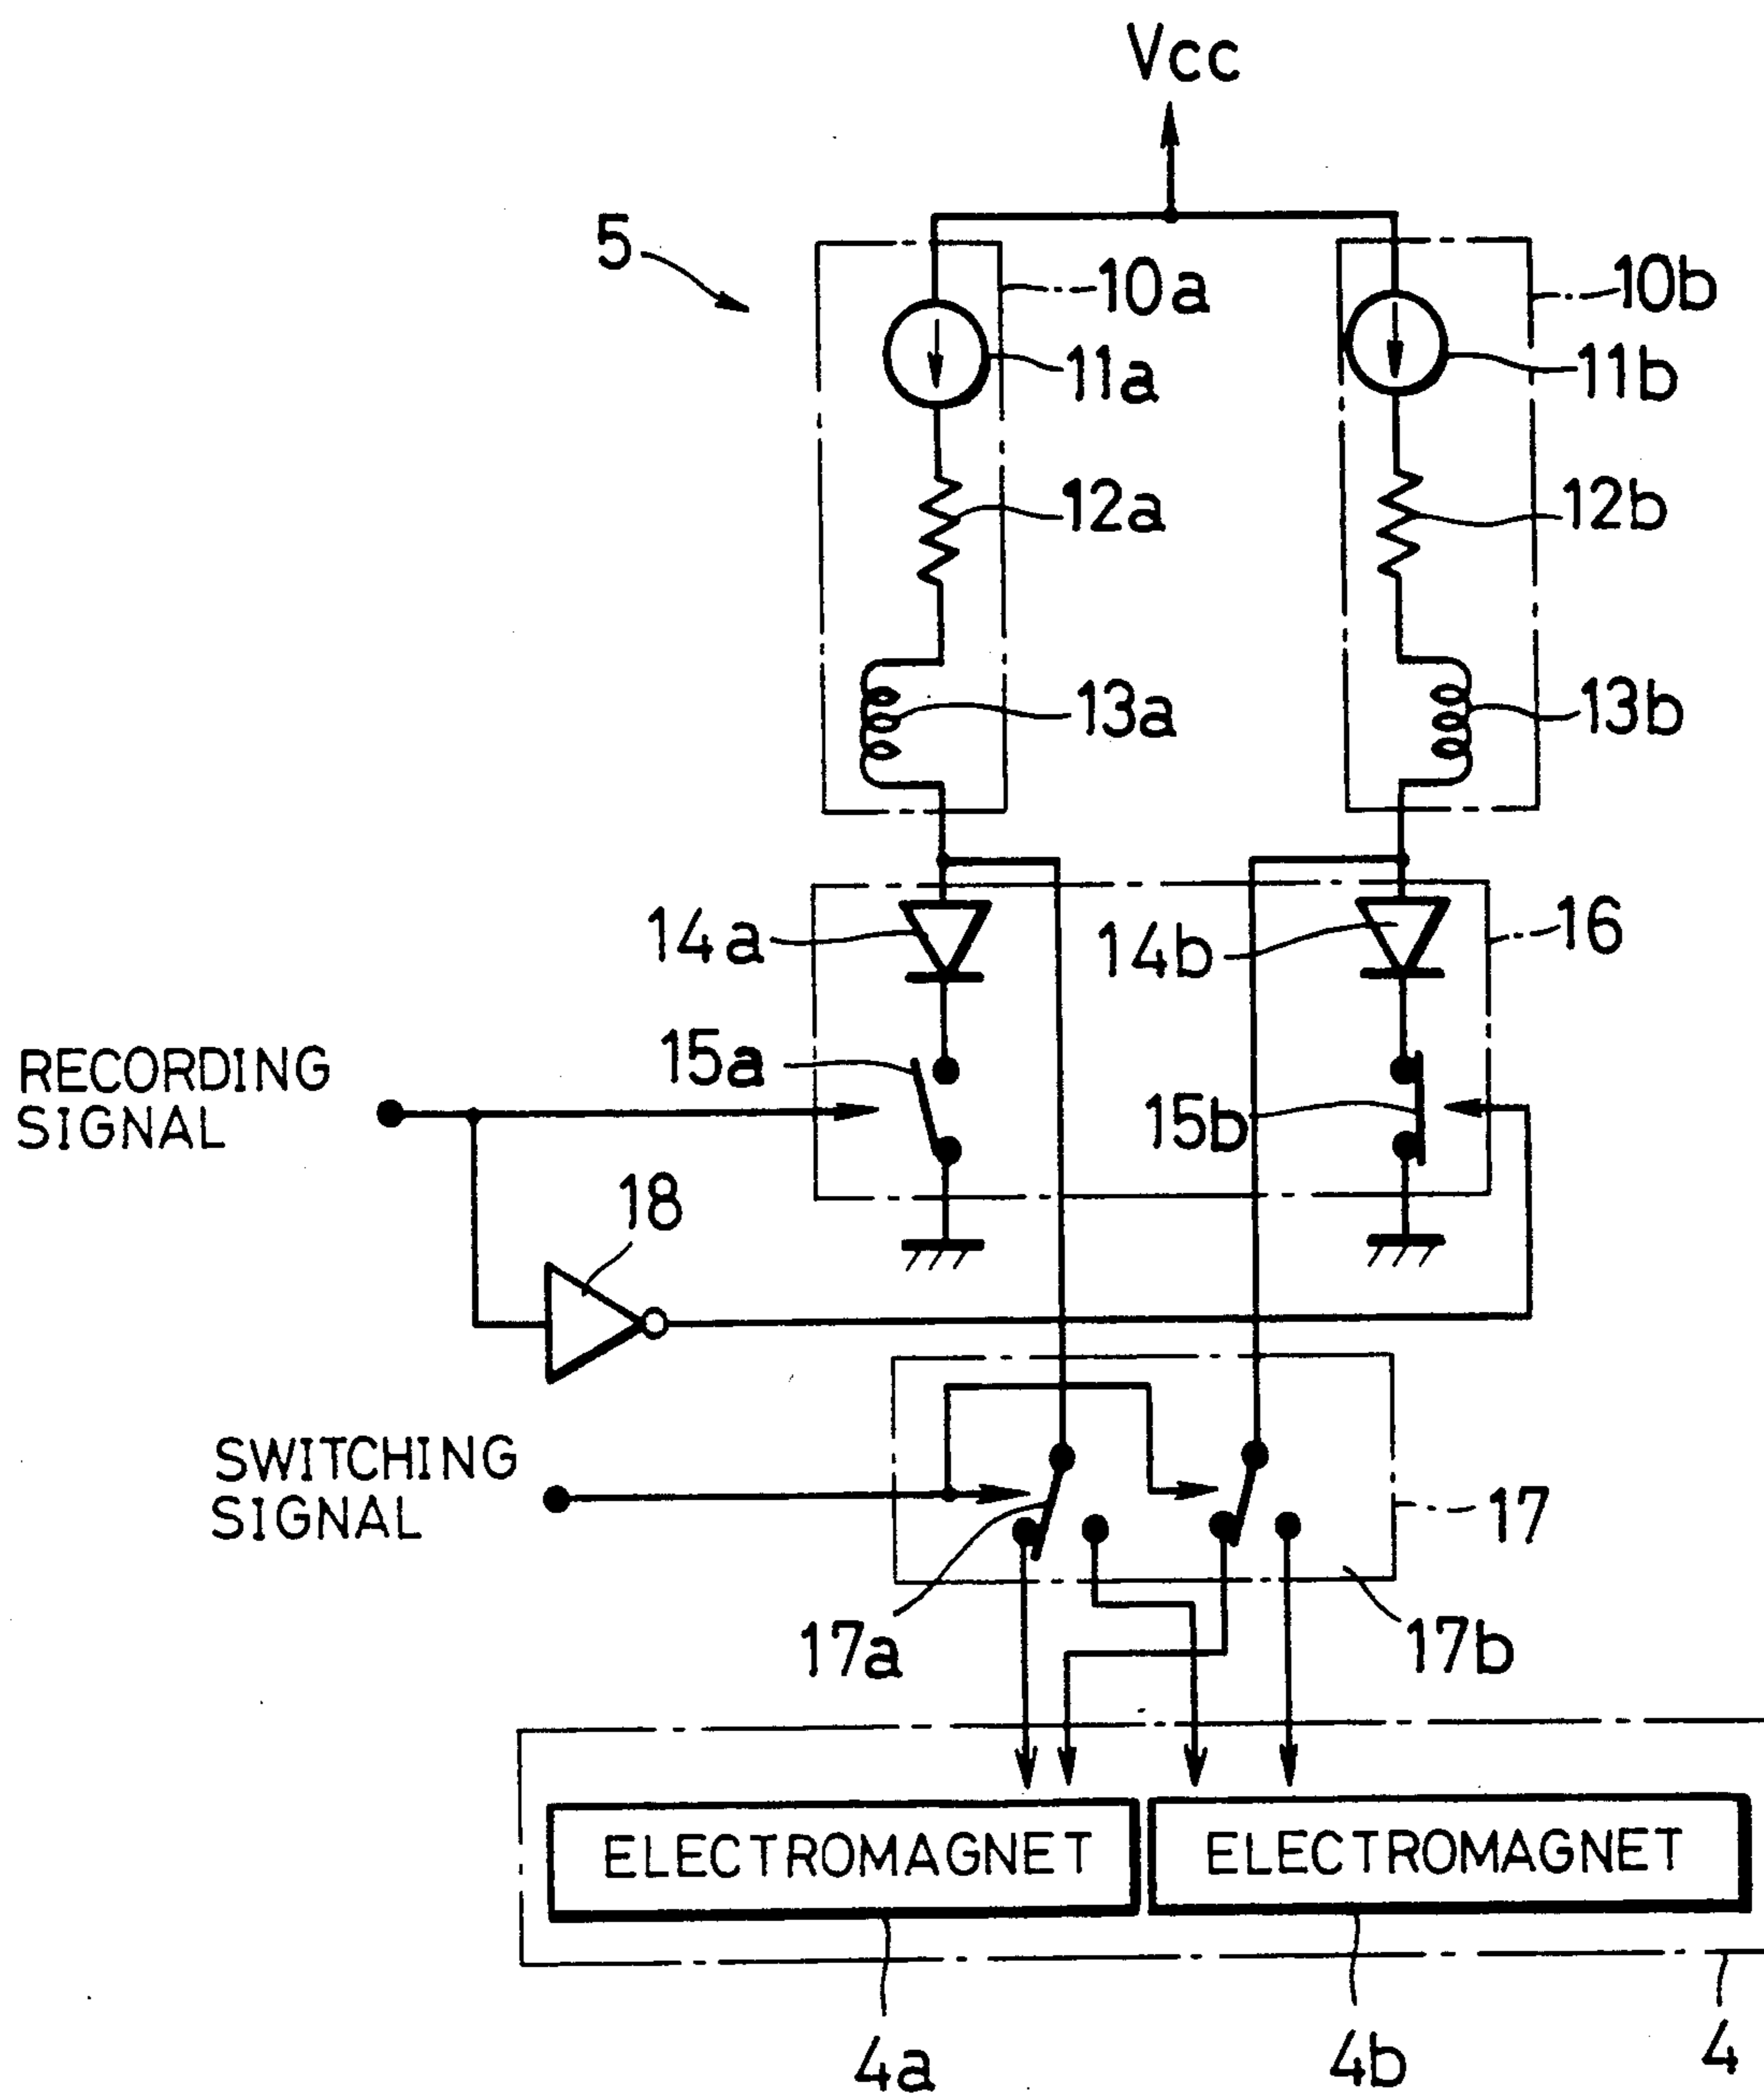 Vcc
5
10a
10b
11a
11b
12a
12b
13a
13b
14a
14b
16
15a
15b
RECORDING
SIGNAL
18
SWITCHING
SIGNAL
17
17a
17b
ELECTROMAGNET
ELECTROMAGNET
4a
4b
4